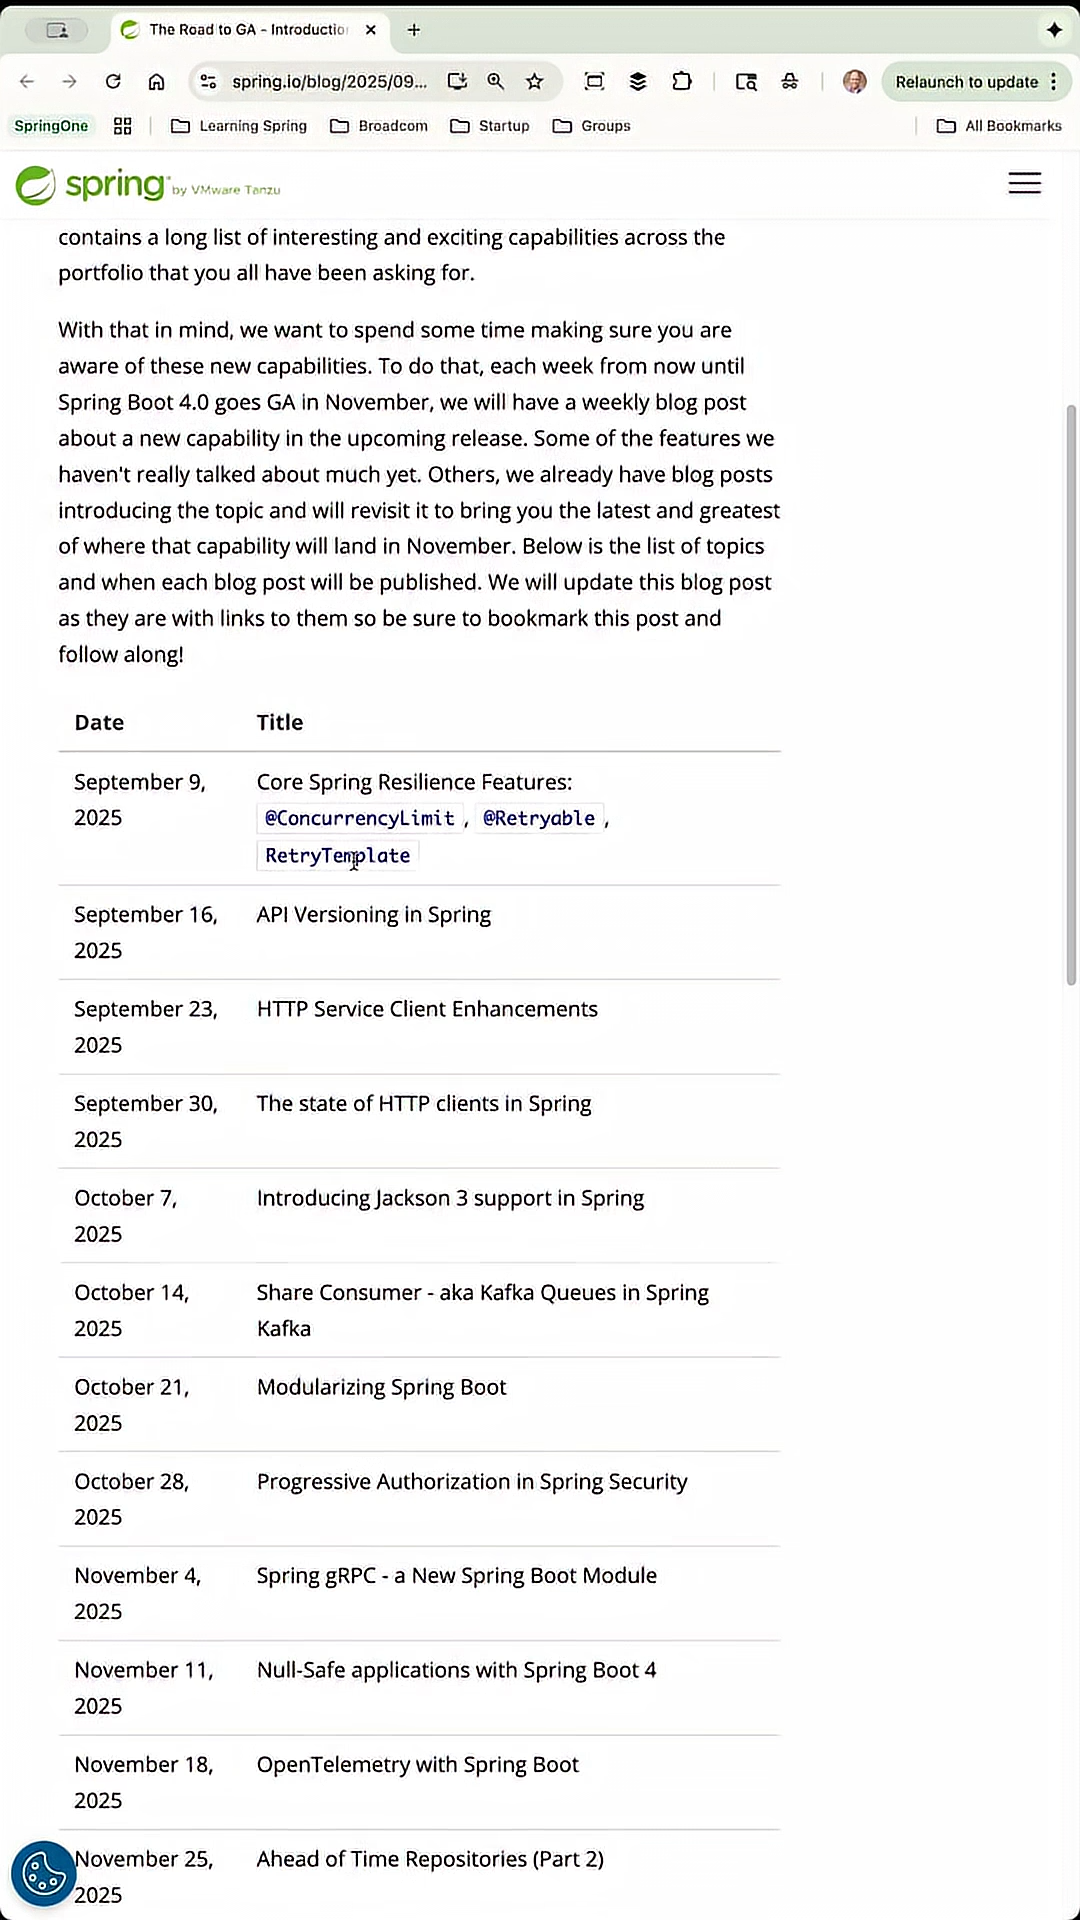 The Road to GA - Introductio
spring.io/blog/2025/09...
Relaunch to update
SpringOne
Learning Spring
Broadcom
Startup
Groups
All Bookmarks
spring by VMware Tanzu
contains a long list of interesting and exciting capabilities across the
portfolio that you all have been asking for.
With that in mind, we want to spend some time making sure you are
aware of these new capabilities. To do that, each week from now until
Spring Boot 4.0 goes GA in November, we will have a weekly blog post
about a new capability in the upcoming release. Some of the features we
haven't really talked about much yet. Others, we already have blog posts
introducing the topic and will revisit it to bring you the latest and greatest
of where that capability will land in November. Below is the list of topics
and when each blog post will be published. We will update this blog post
as they are with links to them so be sure to bookmark this post and
follow along!
Date Title
September 9, Core Spring Resilience Features:
2025 @ConcurrencyLimit , @Retryable ,
RetryTemplate
September 16, API Versioning in Spring
2025
September 23, HTTP Service Client Enhancements
2025
September 30, The state of HTTP clients in Spring
2025
October 7, Introducing Jackson 3 support in Spring
2025
October 14, Share Consumer - aka Kafka Queues in Spring
2025 Kafka
October 21, Modularizing Spring Boot
2025
October 28, Progressive Authorization in Spring Security
2025
November 4, Spring gRPC - a New Spring Boot Module
2025
November 11, Null-Safe applications with Spring Boot 4
2025
November 18, OpenTelemetry with Spring Boot
2025
November 25, Ahead of Time Repositories (Part 2)
2025